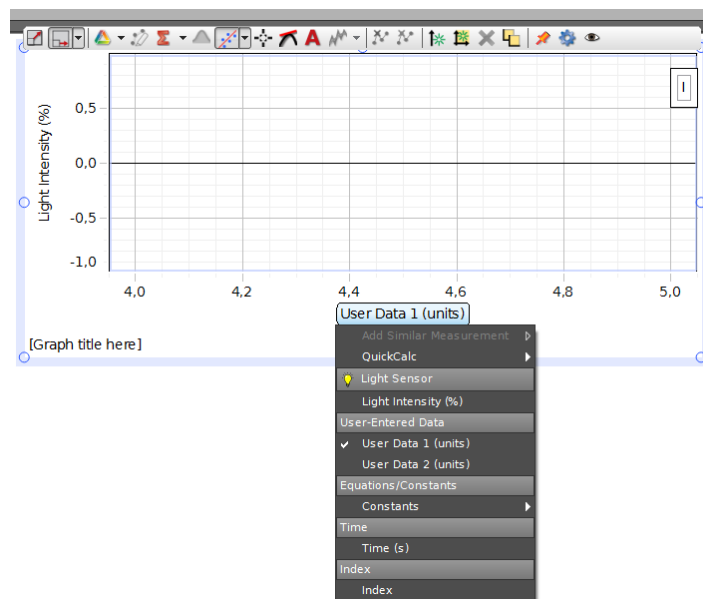 A
Light Intensity (%)
0,5
0,0
-0,5
-1,0
I
4,0 4,2 4,4 4,6 4,8 5,0
User Data 1 (units)
[Graph title here]
Add Similar Measurement
QuickCalc
Light Sensor
Light Intensity (%)
User-Entered Data
User Data 1 (units)
User Data 2 (units)
Equations/Constants
Constants
Time
Time (s)
Index
Index